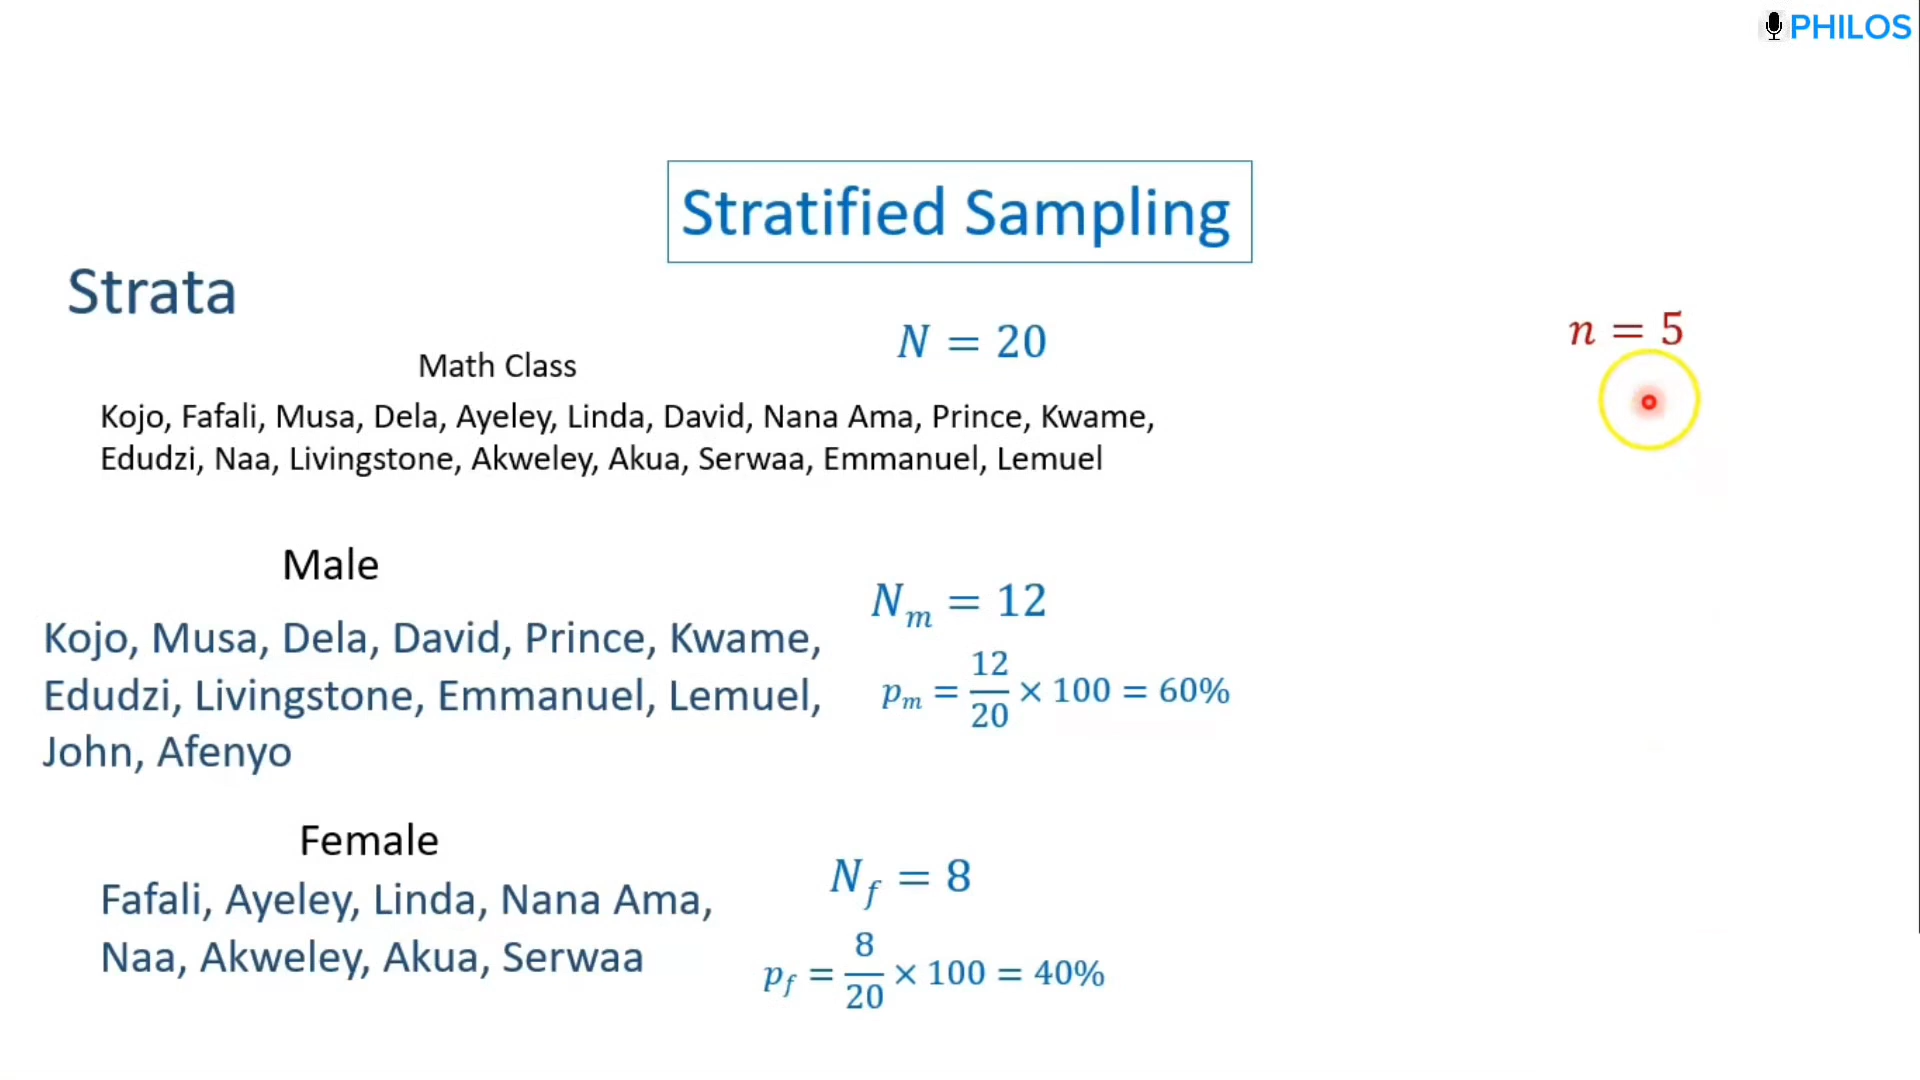 PHILOS
Stratified Sampling
Strata
N = 20
n = 5
Math Class
Kojo, Fafali, Musa, Dela, Ayeley, Linda, David, Nana Ama, Prince, Kwame,
Edudzi, Naa, Livingstone, Akweley, Akua, Serwaa, Emmanuel, Lemuel
Male
N_m = 12
Kojo, Musa, Dela, David, Prince, Kwame,
Edudzi, Livingstone, Emmanuel, Lemuel,
John, Afenyo
p_m = 12/20 × 100 = 60%
Female
N_f = 8
Fafali, Ayeley, Linda, Nana Ama,
Naa, Akweley, Akua, Serwaa
p_f = 8/20 × 100 = 40%